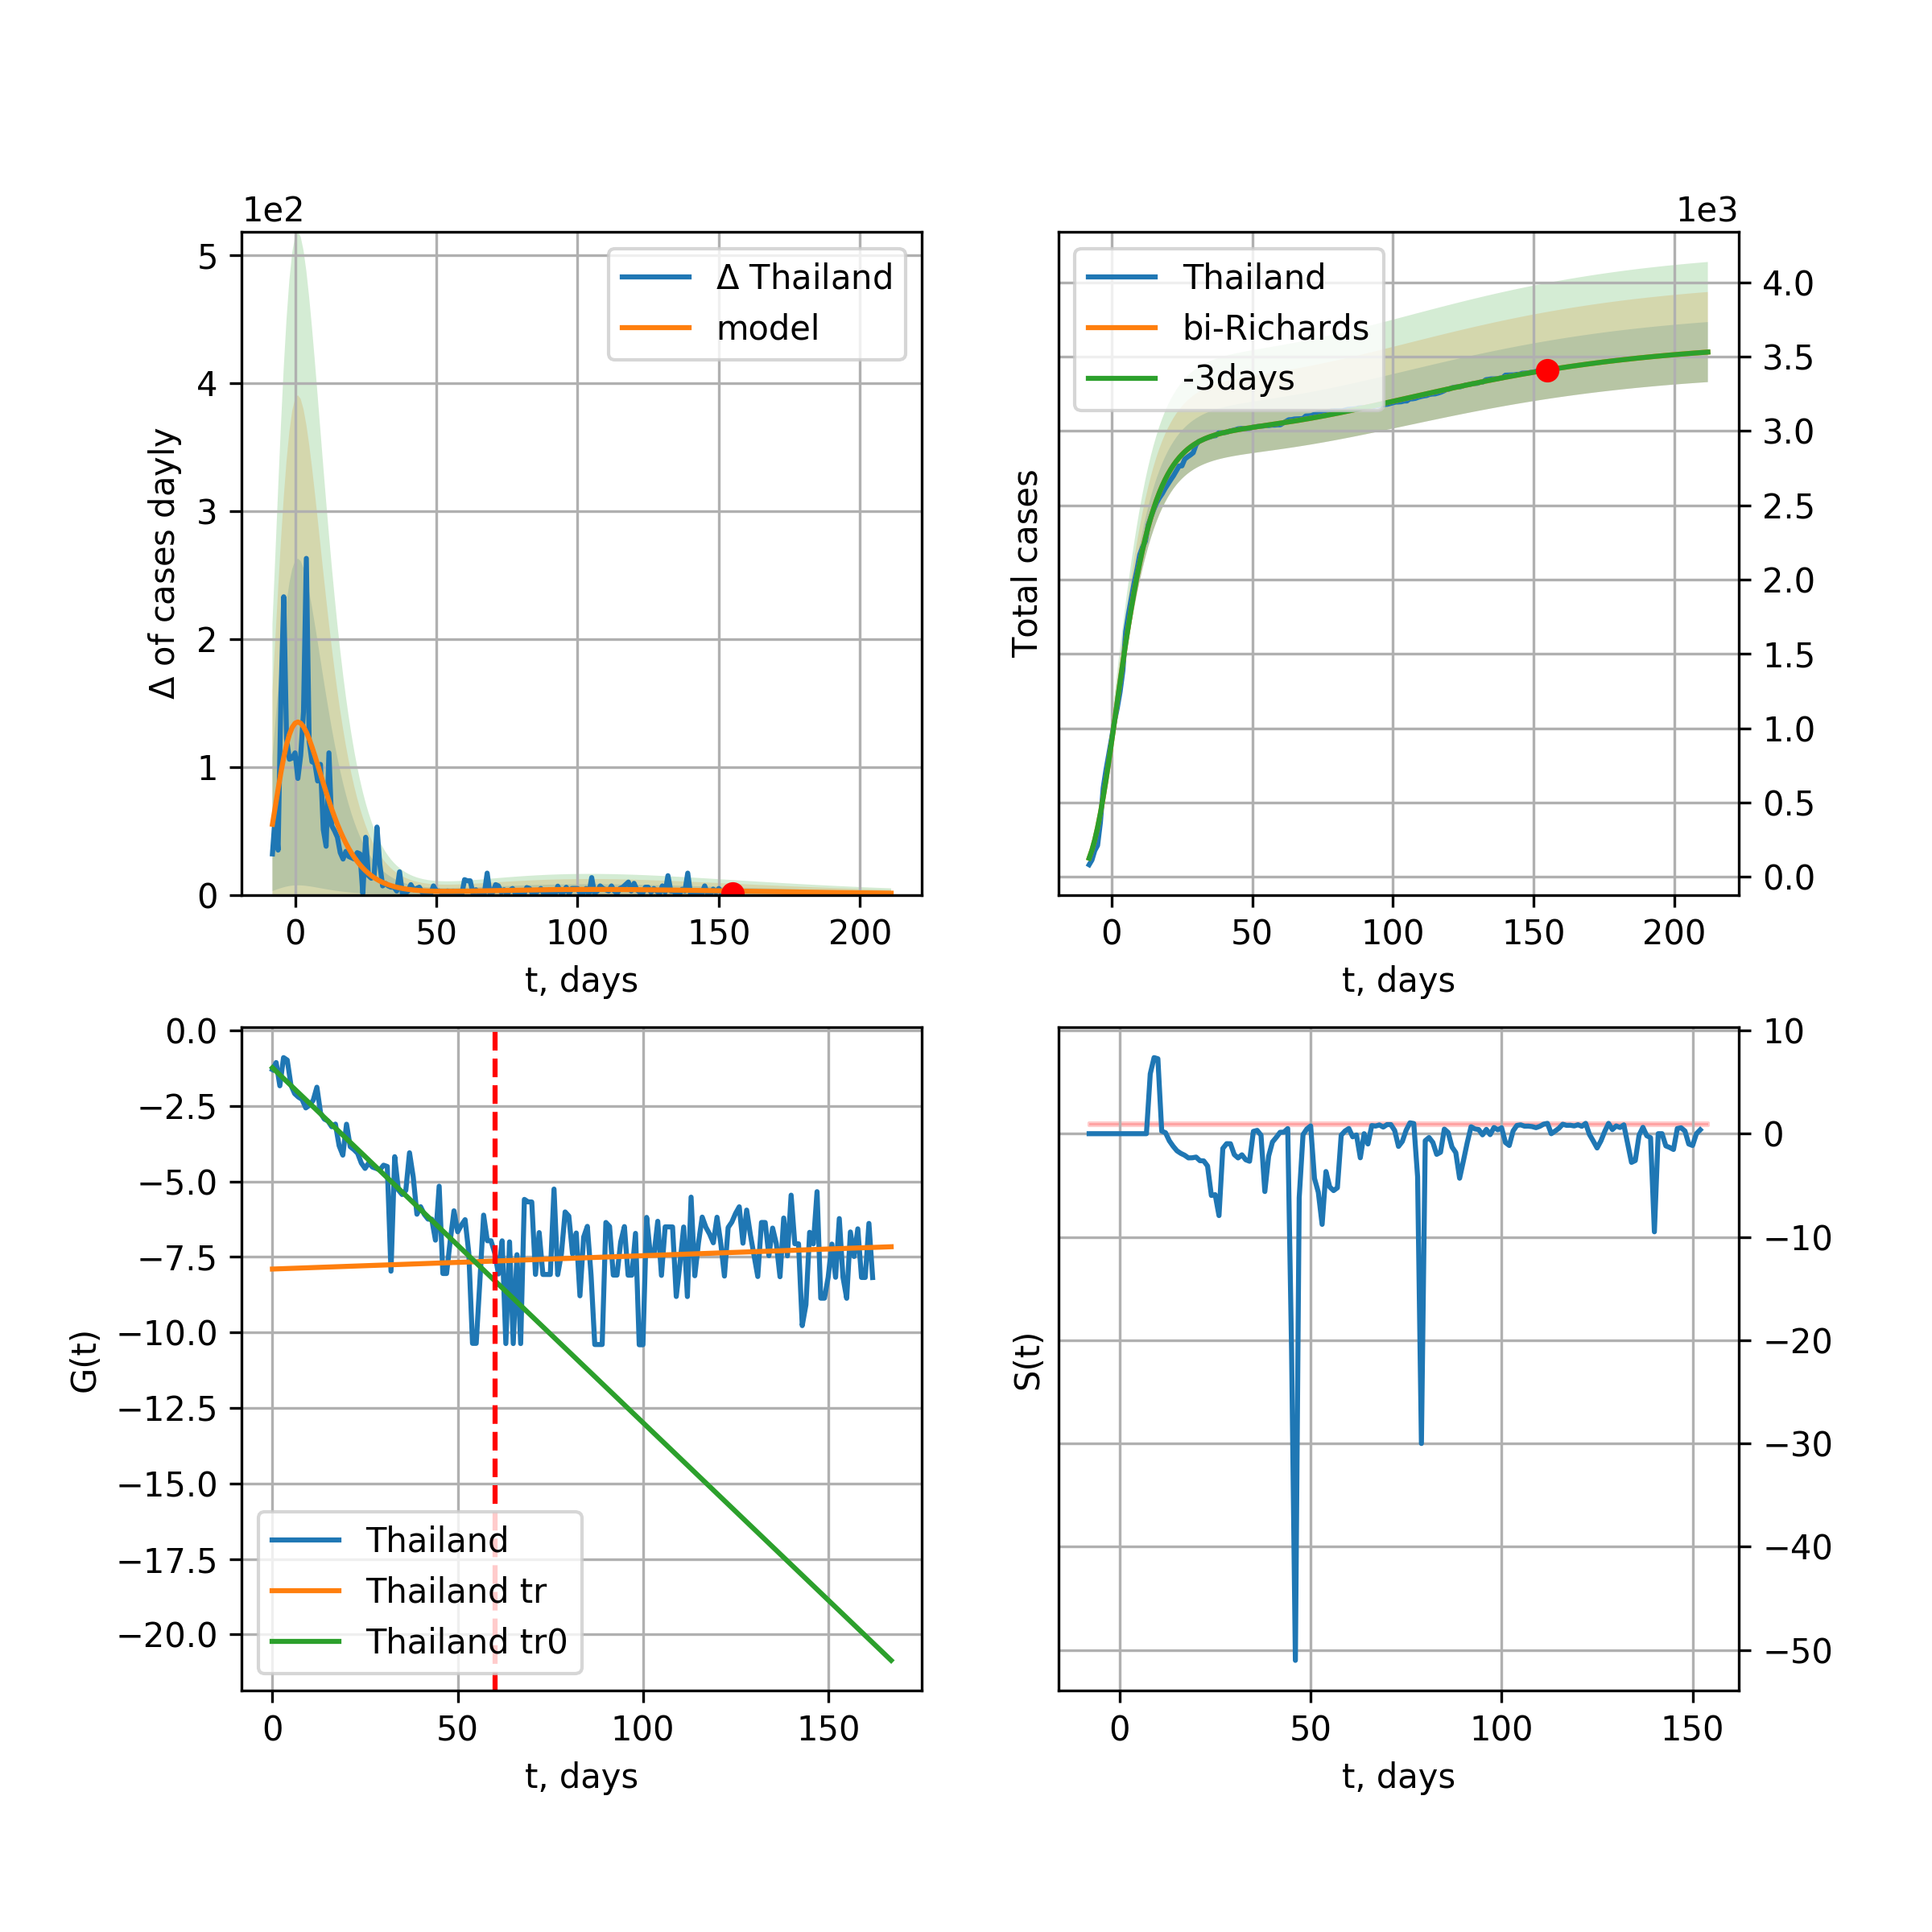 1e2
5
4
3
2
1
0
Δ of cases dayly
Δ Thailand
model
0 50 100 150 200
t, days
1e3
Thailand
bi-Richards
-3days
Total cases
4.0
3.5
3.0
2.5
2.0
1.5
1.0
0.5
0.0
0 50 100 150 200
t, days
0.0
−2.5
−5.0
−7.5
−10.0
−12.5
−15.0
−17.5
−20.0
G(t)
Thailand
Thailand tr
Thailand tr0
0 50 100 150
t, days
S(t)
10
0
−10
−20
−30
−40
−50
0 50 100 150
t, days